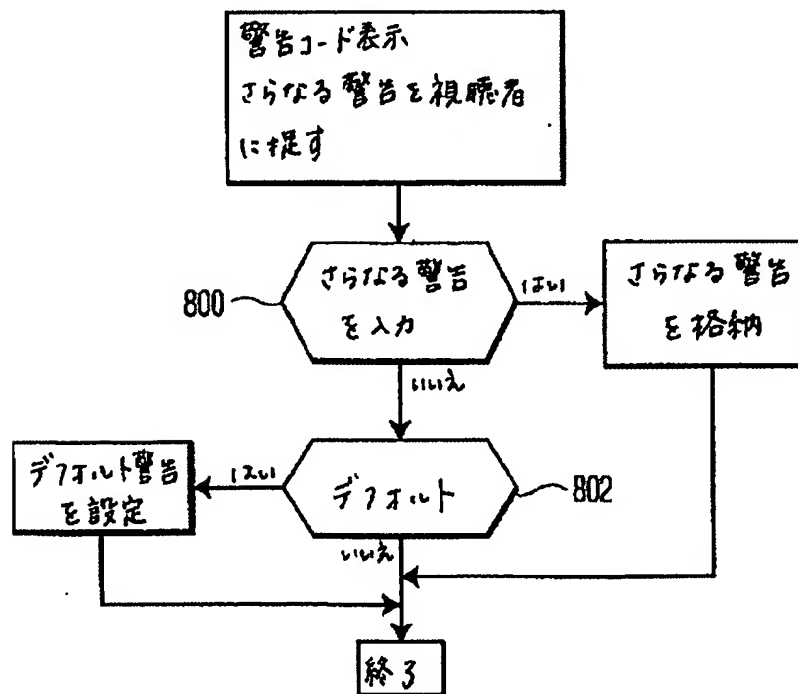 警告コード表示
さらなる警告を視聴者
に促す
800
さらなる警告
を入力
はい
さらなる警告
を格納
いいえ
デフォルト警告
を設定
はい
デフォルト
802
いいえ
終了